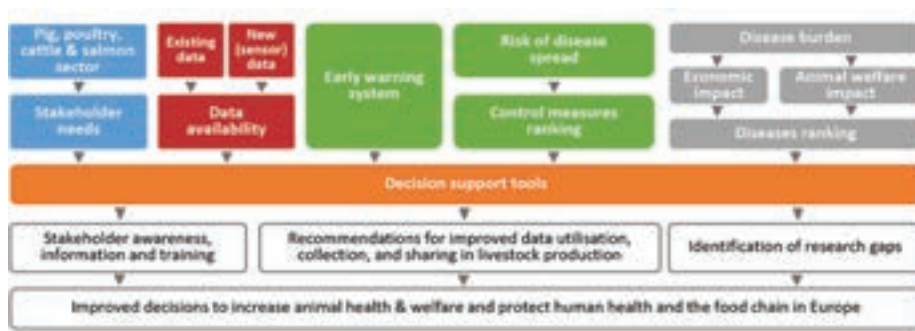 Pig, poultry,
cattle & salmon
sector
Existing
data
New
(sensor)
data
Early warning
system
Risk of disease
spread
Disease burden
Economic
impact
Animal welfare
impact
Stakeholder
needs
Data
availability
Control measures
ranking
Diseases ranking
Decision support tools
Stakeholder awareness,
information and training
Recommendations for improved data utilisation,
collection, and sharing in livestock production
Identification of research gaps
Improved decisions to increase animal health & welfare and protect human health and the food chain in Europe